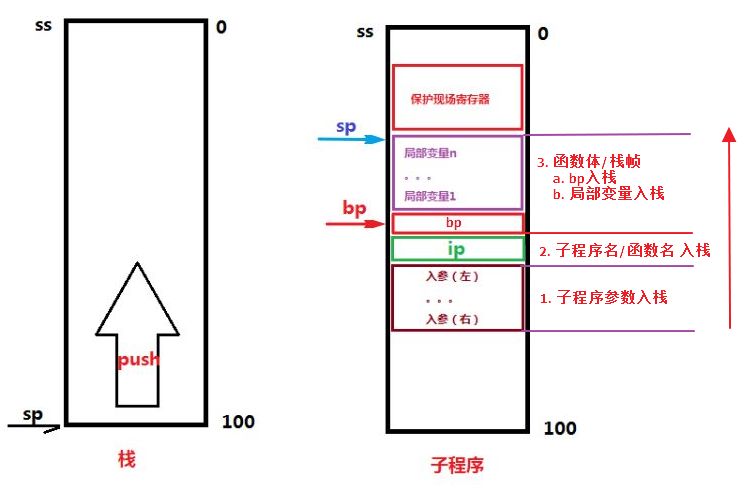 ss
0
push
sp
100
栈
ss
0
保护现场寄存器
sp
局部变量n
。。。
局部变量1
bp
bp
ip
入参（左）
。。。
入参（右）
100
子程序
3. 函数体/栈帧
a. bp入栈
b. 局部变量入栈
2. 子程序名/函数名 入栈
1. 子程序参数入栈